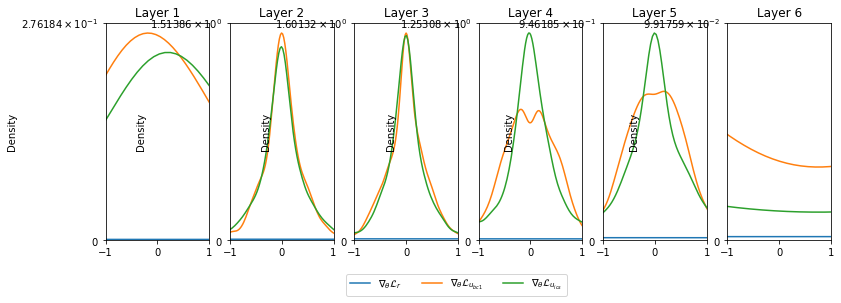 Layer 1 Layer 2 Layer 3 Layer 4 Layer 5 Layer 6
2.76184 × 10⁻¹ 1.51386 × 10⁰ 1.60132 × 10⁰ 1.25308 × 10⁰ 9.46185 × 10⁻¹ 9.91759 × 10⁻²
Density Density Density Density Density Density
0 0 0 0 0 0
−1 0 1 −1 0 1 −1 0 1 −1 0 1 −1 0 1 −1 0 1
∇θℒr ∇θℒu_bc1 ∇θℒu_ics